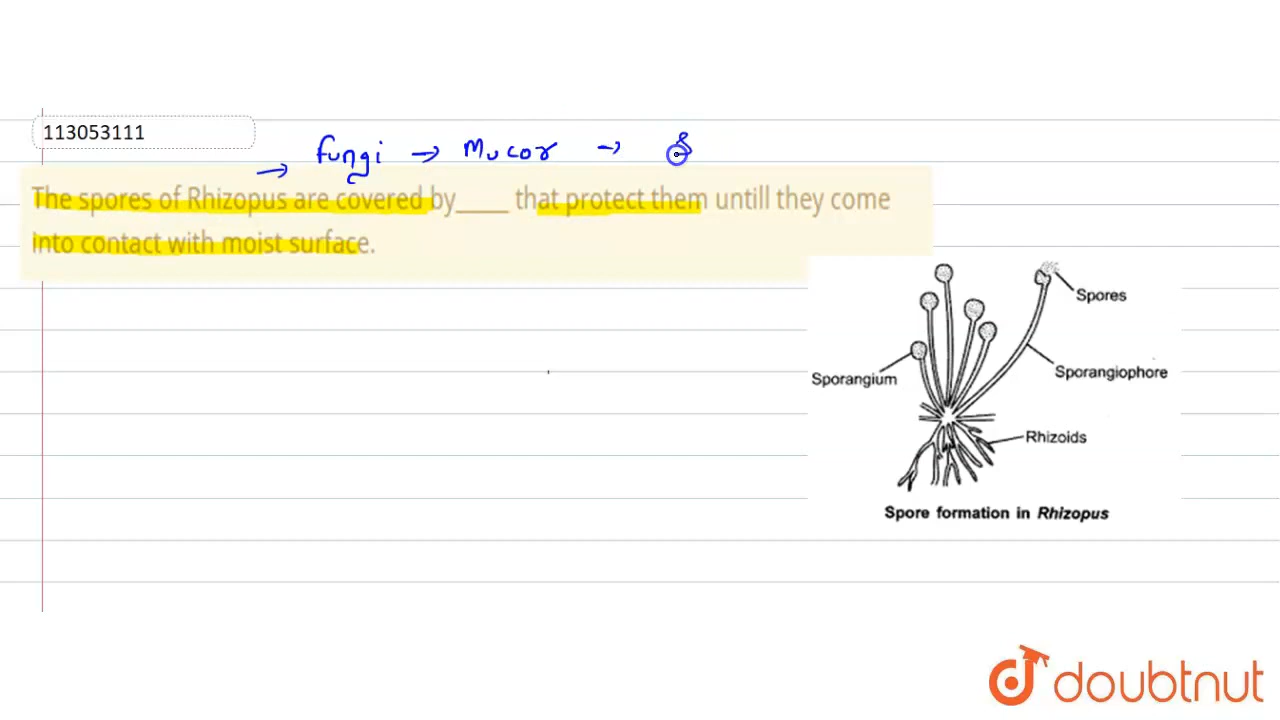 113053111
→ fungi → Mucor → S
The spores of Rhizopus are covered by____ that protect them untill they come
into contact with moist surface.
Spores
Sporangium
Sporangiophore
Rhizoids
Spore formation in Rhizopus
doubtnut